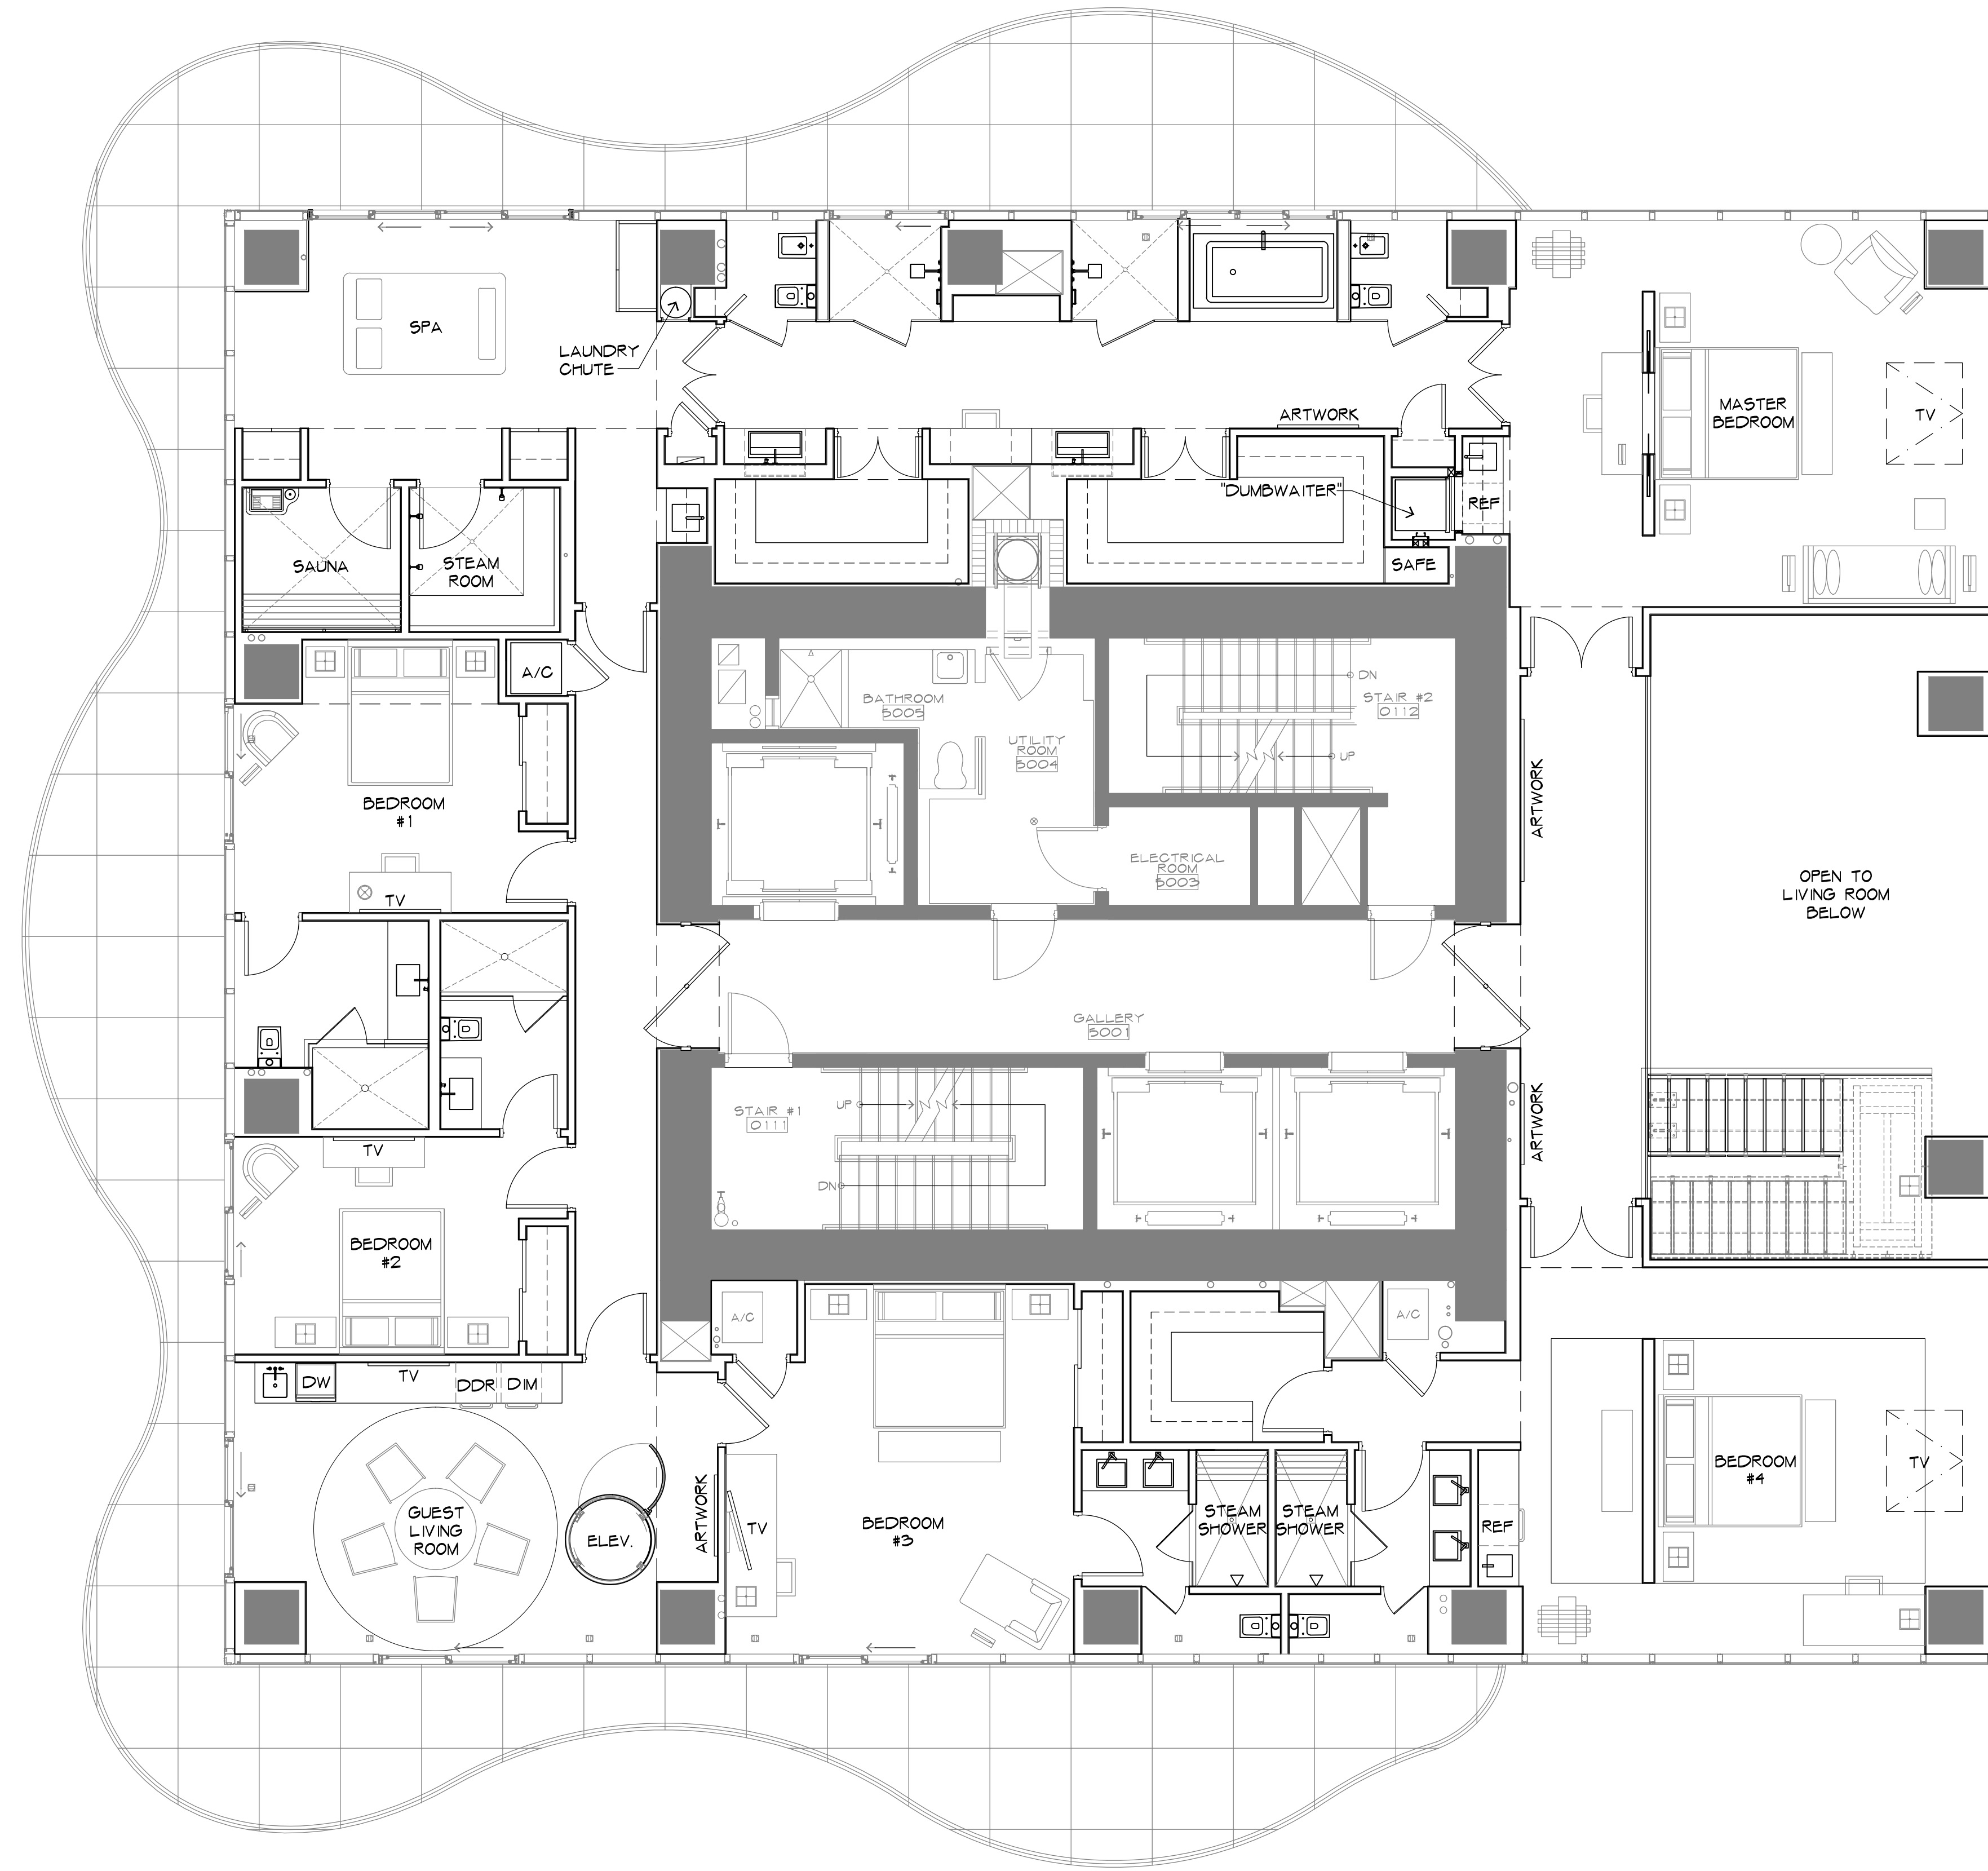 SPA
LAUNDRY
CHUTE
ARTWORK
MASTER
BEDROOM
TV
"DUMBWAITER"
REF
SAUNA
STEAM
ROOM
SAFE
A/C
BATHROOM
5005
UTILITY
ROOM
5004
DN
STAIR #2
0112
UP
BEDROOM
#1
TV
ELECTRICAL
ROOM
5003
ARTWORK
OPEN TO
LIVING ROOM
BELOW
GALLERY
5001
STAIR #1
0111
UP
DN
ARTWORK
TV
BEDROOM
#2
A/C
A/C
DW
TV
DDR
DIM
GUEST
LIVING
ROOM
ELEV.
ARTWORK
TV
BEDROOM
#3
STEAM
SHOWER
STEAM
SHOWER
REF
BEDROOM
#4
TV